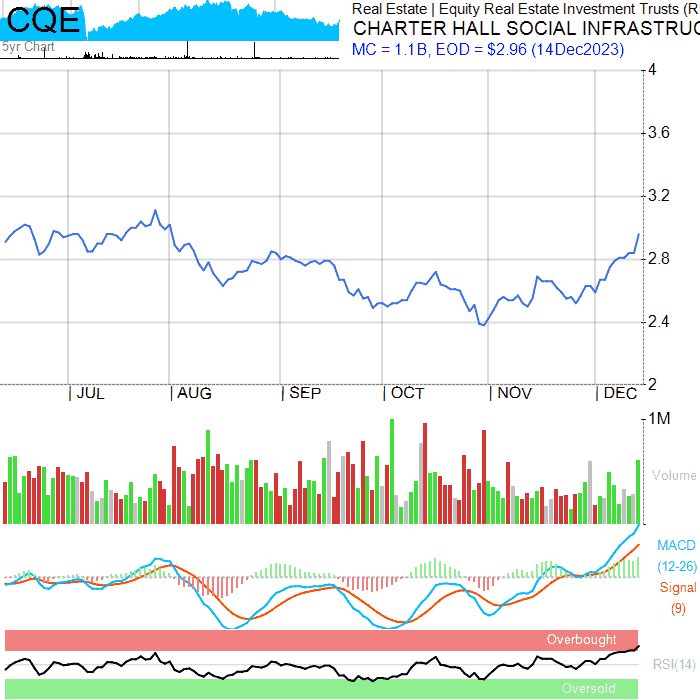 CQE
5yr Chart
Real Estate | Equity Real Estate Investment Trusts (R
CHARTER HALL SOCIAL INFRASTRUC
MC = 1.1B, EOD = $2.96 (14Dec2023)
4
3.6
3.2
2.8
2.4
2
JUL
AUG
SEP
OCT
NOV
DEC
1M
Volume
MACD
(12-26)
Signal
(9)
Overbought
RSI(14)
Oversold